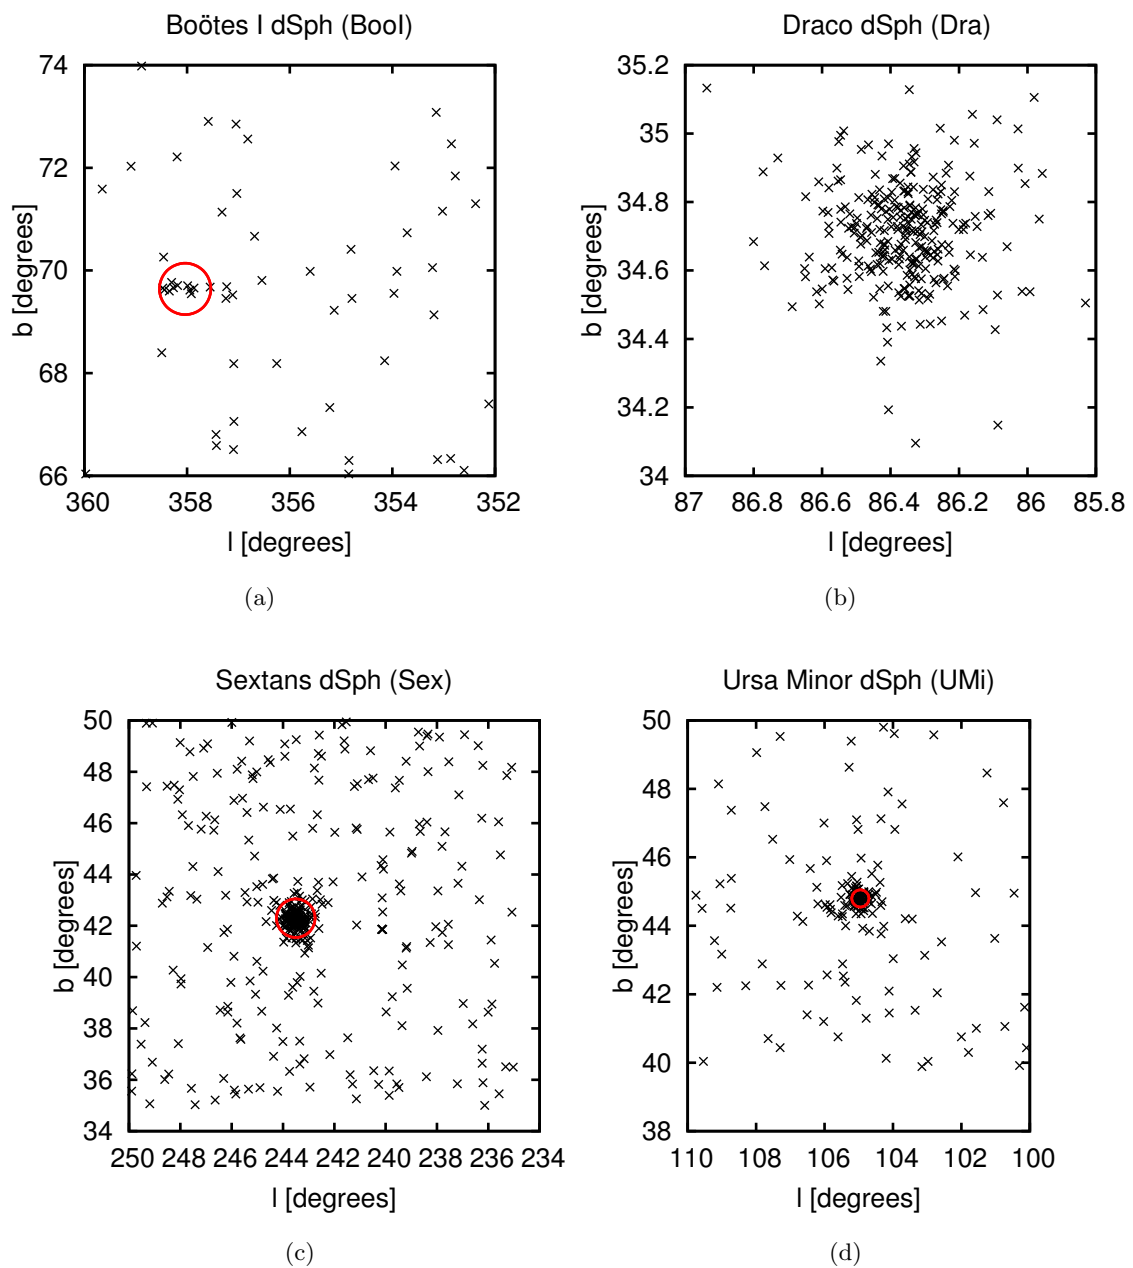 Boötes I dSph (BooI)
74
72
70
68
66
360 358 357 356 354 353 352
b [degrees]
l [degrees]
(a)
Draco dSph (Dra)
35.2
35
34.8
34.6
34.4
34.2
34
87 86.8 86.6 86.4 86.2 86 85.8
b [degrees]
l [degrees]
(b)
Sextans dSph (Sex)
50
48
46
44
42
40
38
36
34
250 248 246 244 242 240 238 236 234
b [degrees]
l [degrees]
(c)
Ursa Minor dSph (UMi)
50
48
46
44
42
40
38
110 108 106 104 102 100
b [degrees]
l [degrees]
(d)